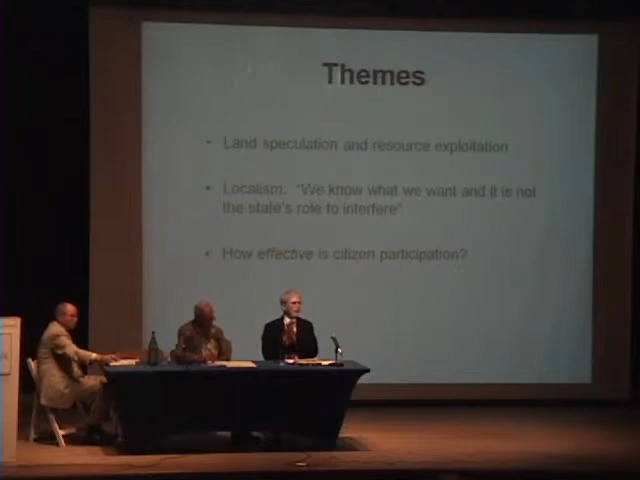 Themes
• Land speculation and resource exploitation
• Localism: "We know what we want and it is not
the state's role to interfere"
• How effective is citizen participation?